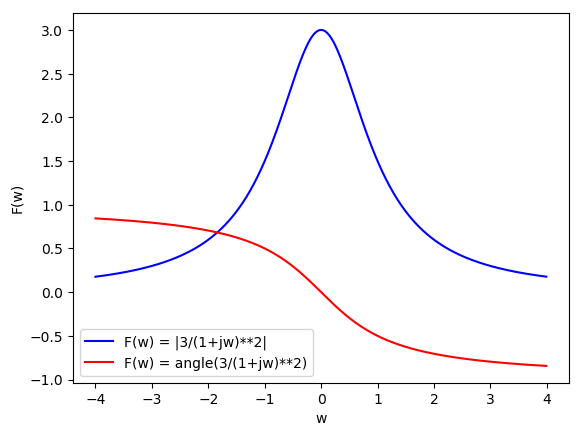 3.0
2.5
2.0
1.5
1.0
0.5
0.0
−0.5
−1.0
F(w)
F(w) = |3/(1+jw)**2|
F(w) = angle(3/(1+jw)**2)
−4 −3 −2 −1 0 1 2 3 4
w